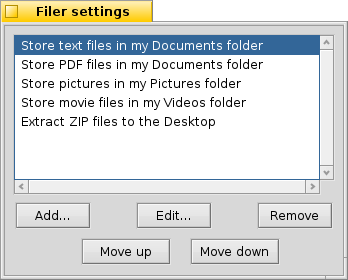 Filer settings
Store text files in my Documents folder
Store PDF files in my Documents folder
Store pictures in my Pictures folder
Store movie files in my Videos folder
Extract ZIP files to the Desktop
Add... Edit... Remove
Move up Move down